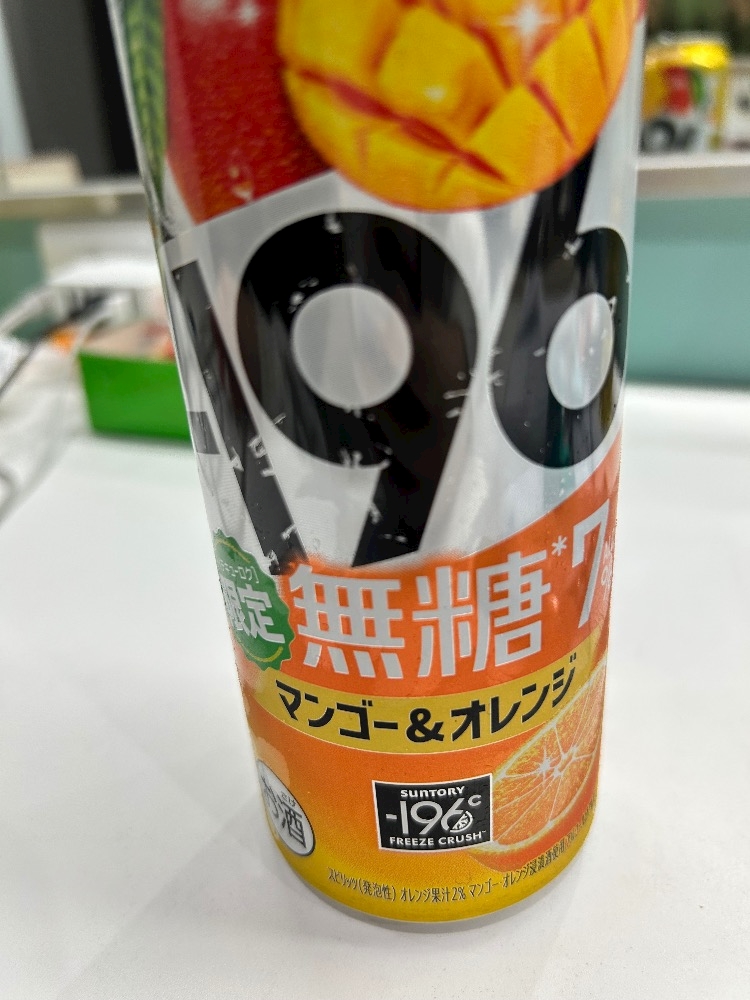 -196
無糖*7%
限定
マンゴー&オレンジ
お酒
SUNTORY
-196℃
FREEZE CRUSH
スピリッツ(発泡性) オレンジ果汁2% マンゴー・オレンジ浸漬酒使用